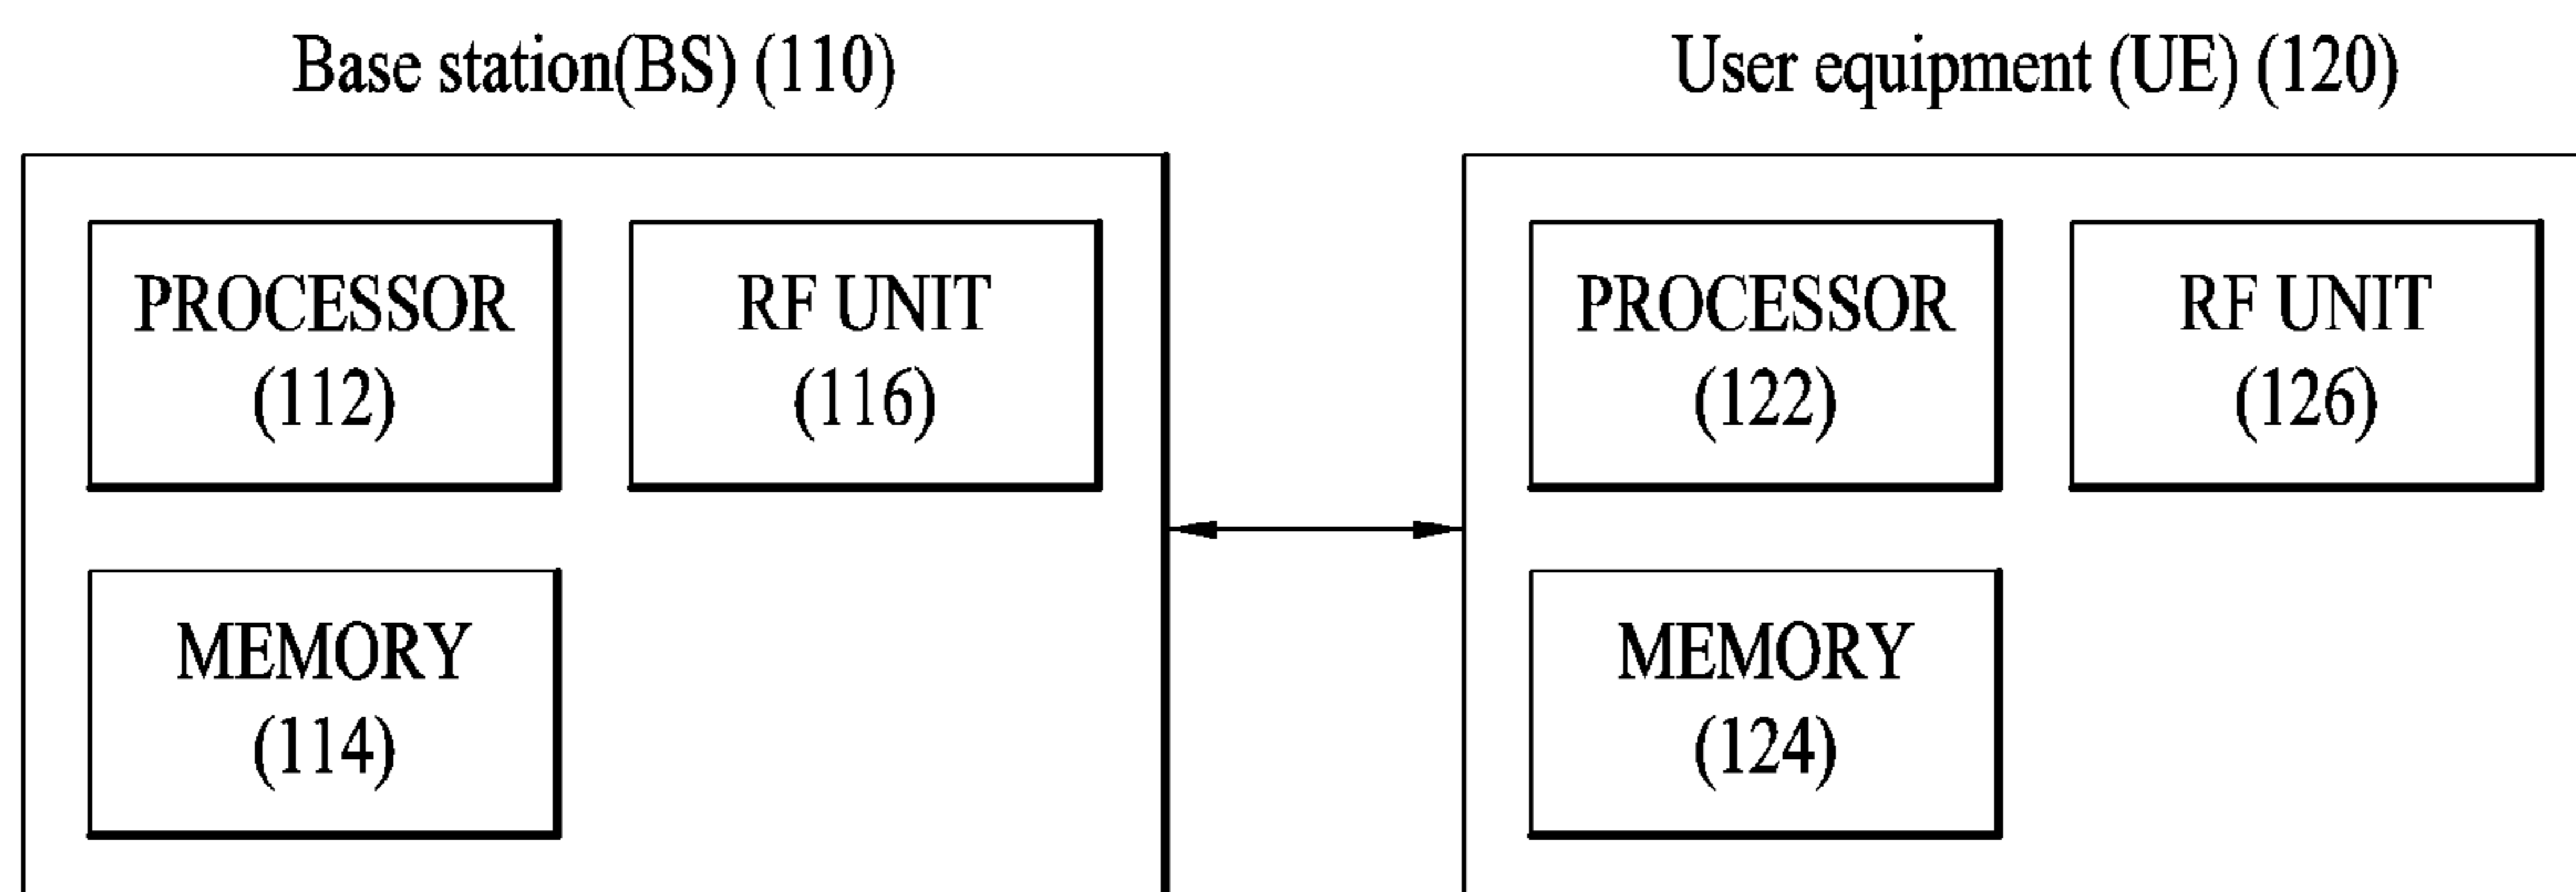 Base station(BS) (110)
PROCESSOR
(112)
RF UNIT
(116)
MEMORY
(114)
User equipment (UE) (120)
PROCESSOR
(122)
RF UNIT
(126)
MEMORY
(124)